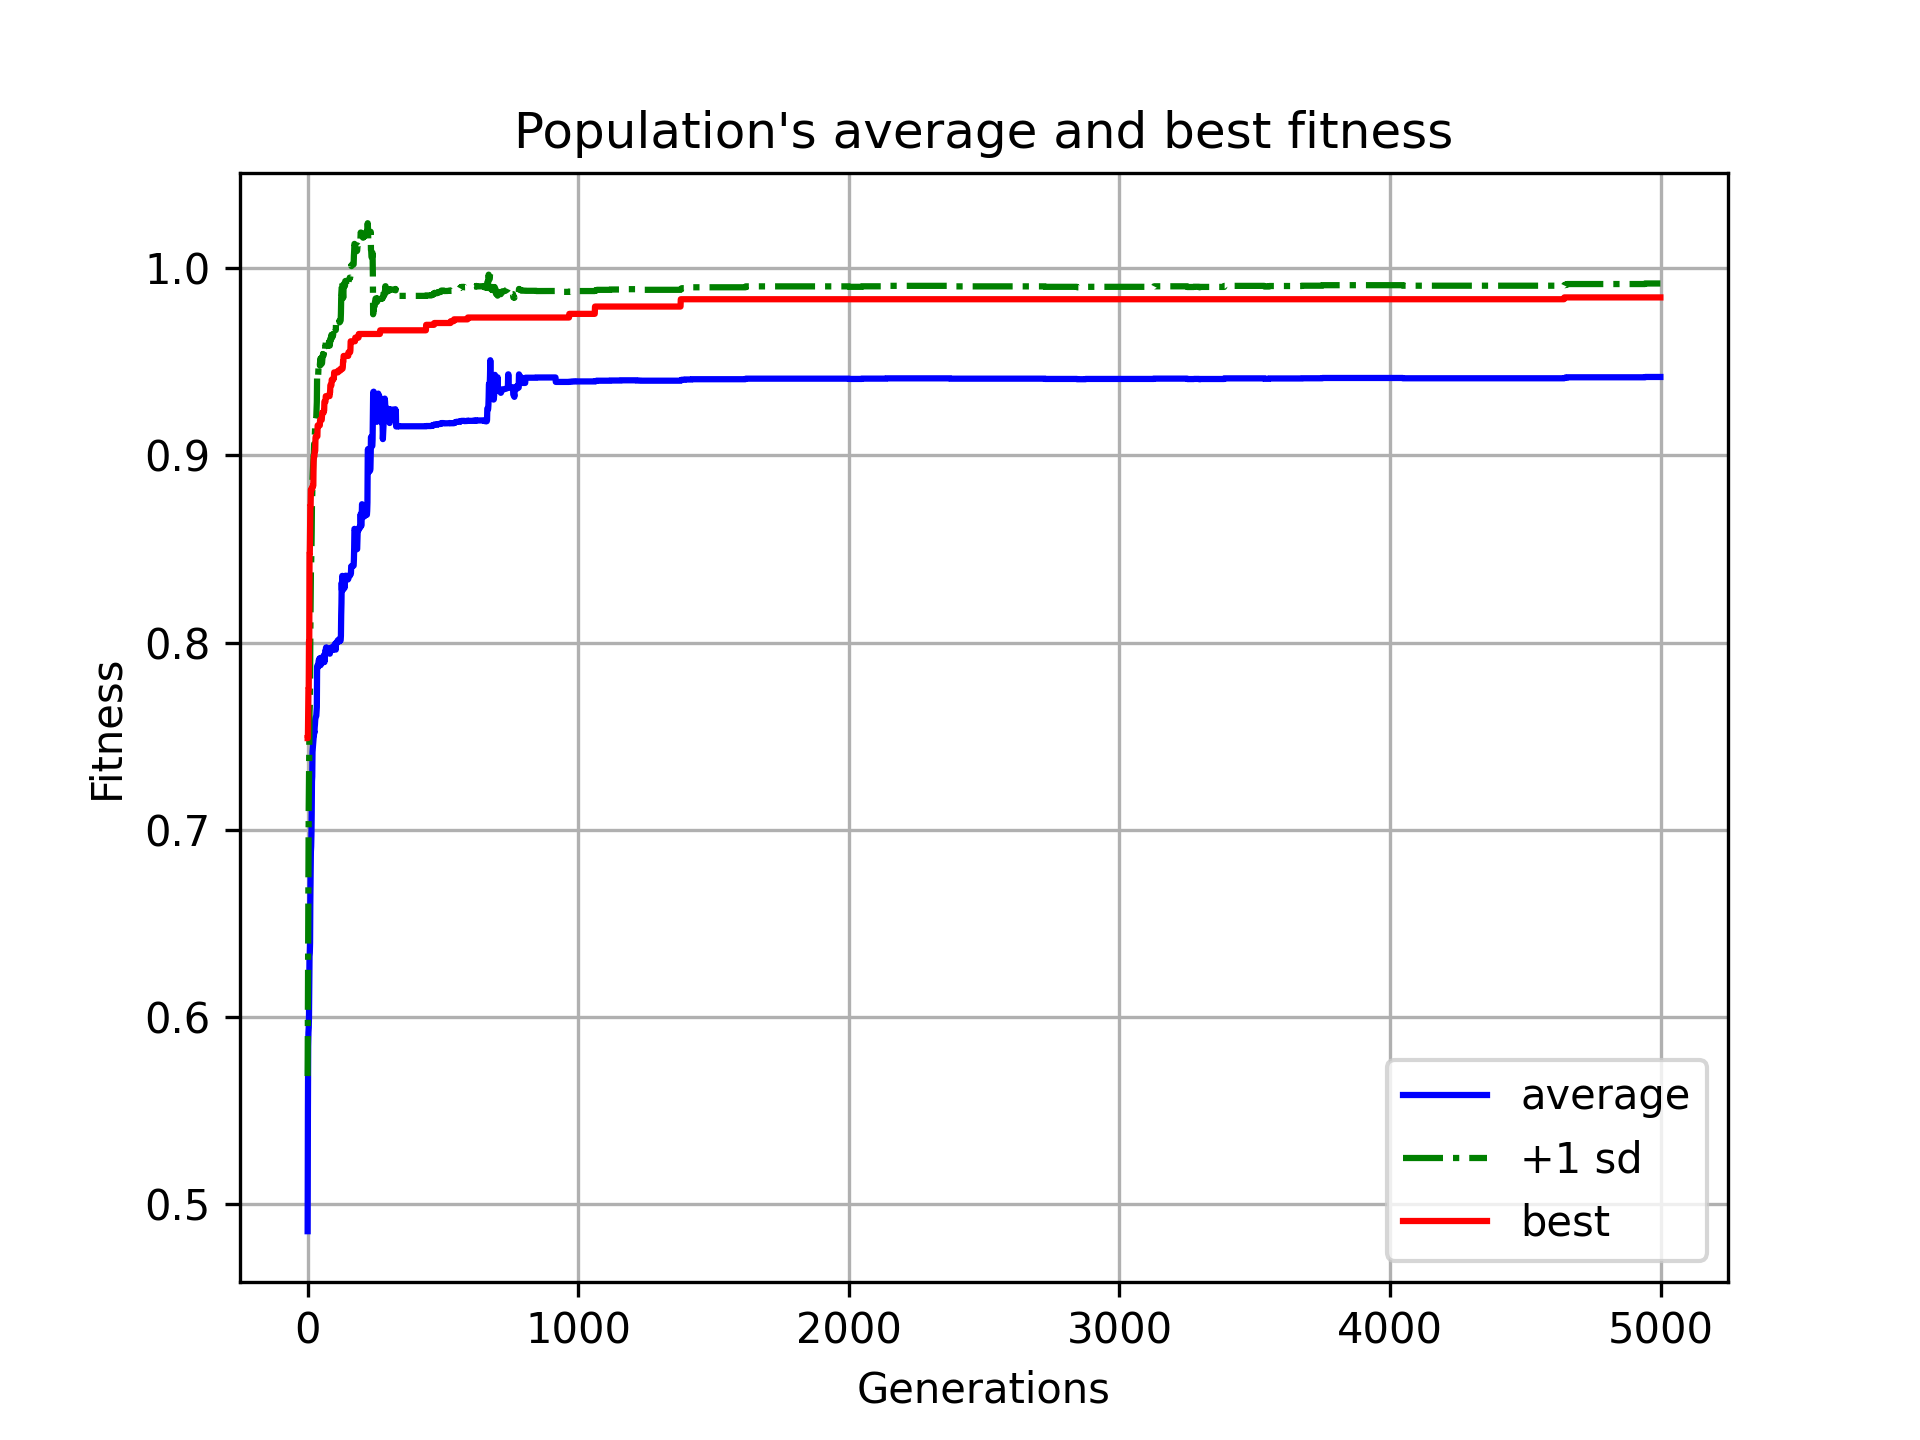 Population's average and best fitness
1.0
0.9
0.8
0.7
0.6
0.5
Fitness
0 1000 2000 3000 4000 5000
Generations
average
+1 sd
best